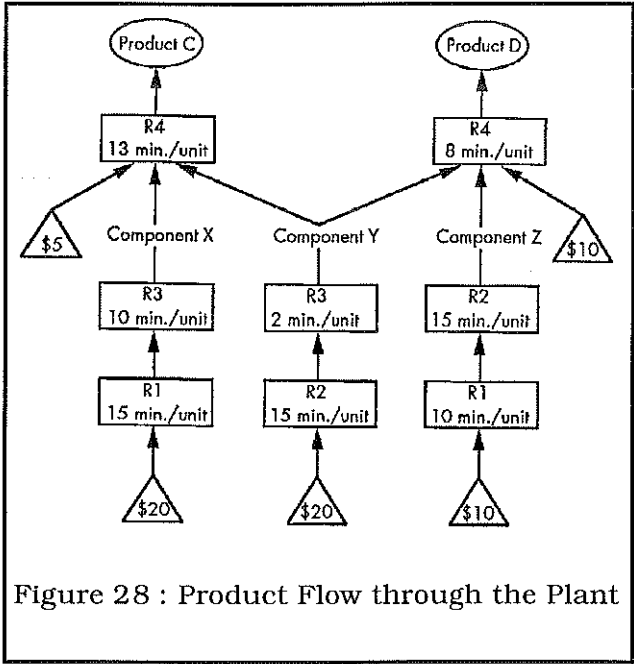 Product C
Product D
R4
13 min./unit
R4
8 min./unit
$5
Component X
Component Y
Component Z
$10
R3
10 min./unit
R3
2 min./unit
R2
15 min./unit
R1
15 min./unit
R2
15 min./unit
R1
10 min./unit
$20
$20
$10
Figure 28 : Product Flow through the Plant